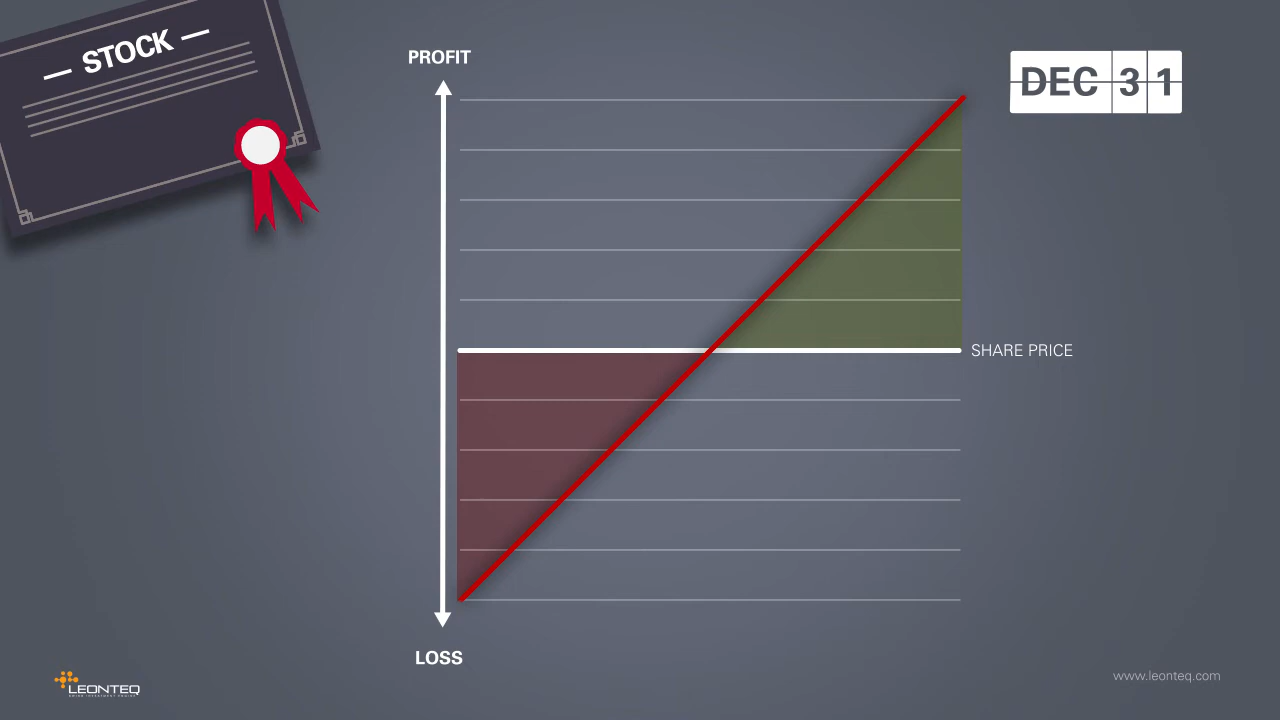 — STOCK —
PROFIT
DEC 31
SHARE PRICE
LOSS
LEONTEQ
www.leonteq.com